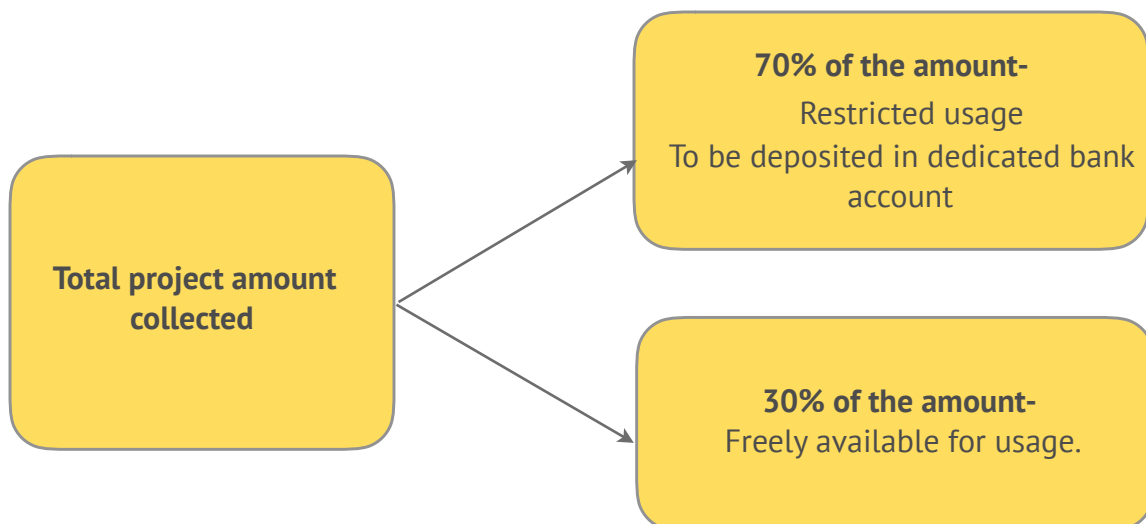 Total project amount
collected
70% of the amount-
Restricted usage
To be deposited in dedicated bank
account
30% of the amount-
Freely available for usage.